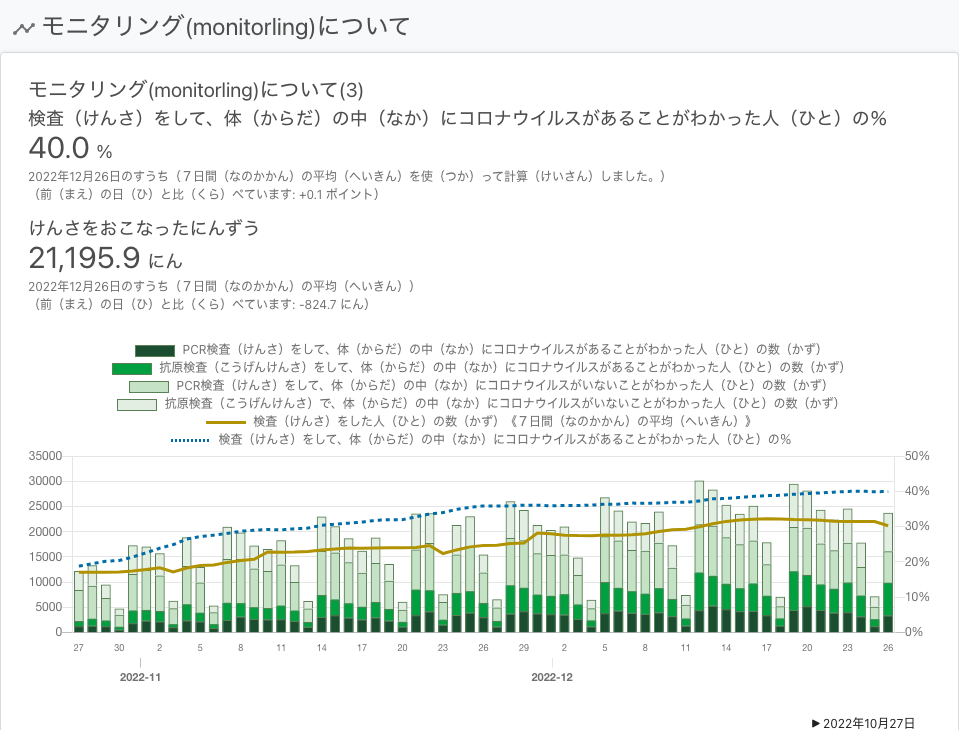 モニタリング(monitorling)について
モニタリング(monitorling)について(3)
検査（けんさ）をして、体（からだ）の中（なか）にコロナウイルスがあることがわかった人（ひと）の%
40.0 %
2022年12月26日のすうち（７日間（なのかかん）の平均（へいきん）を使（つか）って計算（けいさん）しました。）
（前（まえ）の日（ひ）と比（くら）べています: +0.1 ポイント）
けんさをおこなったにんずう
21,195.9 にん
2022年12月26日のすうち（７日間（なのかかん）の平均（へいきん））
（前（まえ）の日（ひ）と比（くら）べています: -824.7 にん）
PCR検査（けんさ）をして、体（からだ）の中（なか）にコロナウイルスがあることがわかった人（ひと）の数（かず）
抗原検査（こうげんけんさ）をして、体（からだ）の中（なか）にコロナウイルスがあることがわかった人（ひと）の数（かず）
PCR検査（けんさ）をして、体（からだ）の中（なか）にコロナウイルスがいないことがわかった人（ひと）の数（かず）
抗原検査（こうげんけんさ）で、体（からだ）の中（なか）にコロナウイルスがいないことがわかった人（ひと）の数（かず）
検査（けんさ）をした人（ひと）の数（かず）《７日間（なのかかん）の平均（へいきん）》
検査（けんさ）をして、体（からだ）の中（なか）にコロナウイルスがあることがわかった人（ひと）の%
35000 50%
30000 40%
25000
20000 30%
15000 20%
10000
5000 10%
0 0%
27 30 2 5 8 11 14 17 20 23 26 29 2 5 8 11 14 17 20 23 26
2022-11 2022-12
▶ 2022年10月27日